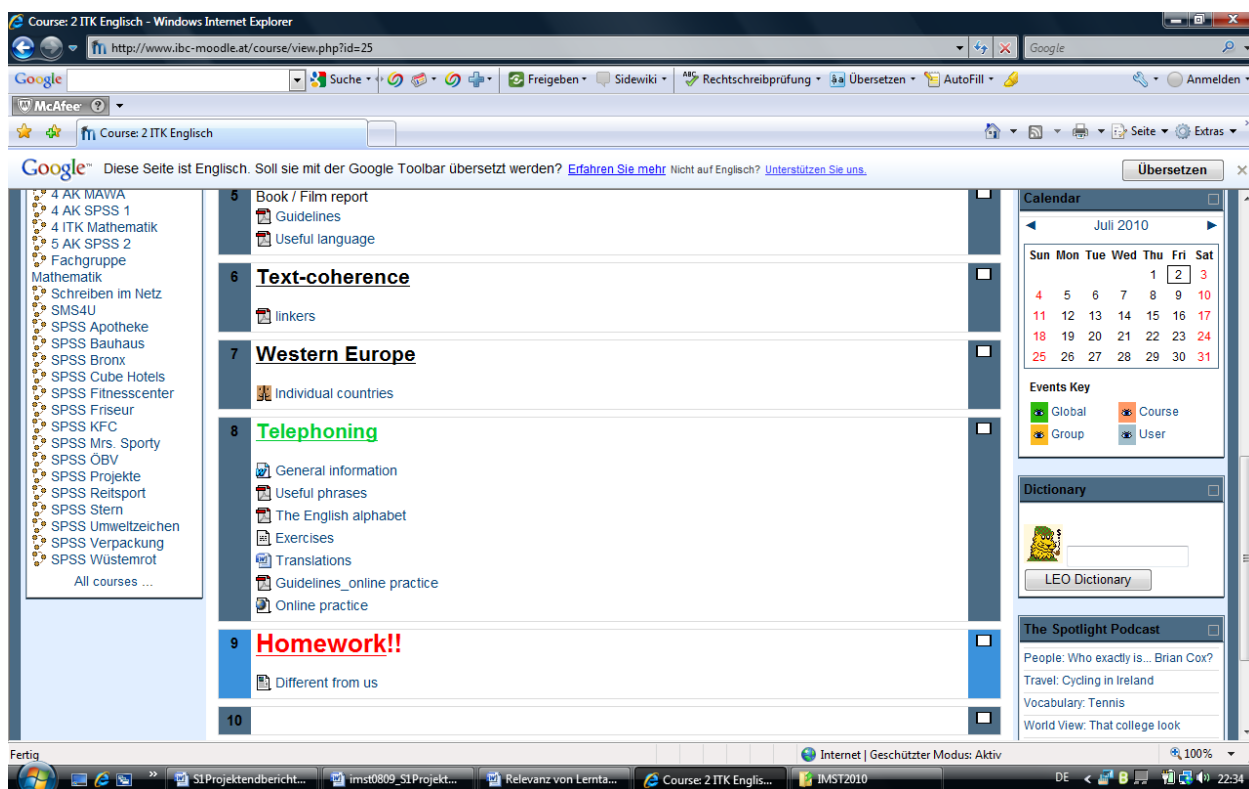 Course: 2 ITK Englisch - Windows Internet Explorer
http://www.ibc-moodle.at/course/view.php?id=25
Google
Google
Suche
Freigeben
Sidewiki
Rechtschreibprüfung
Übersetzen
AutoFill
Anmelden
McAfee
Course: 2 ITK Englisch
Seite
Extras
Google™ Diese Seite ist Englisch. Soll sie mit der Google Toolbar übersetzt werden? Erfahren Sie mehr Nicht auf Englisch? Unterstützen Sie uns.
Übersetzen
4 AK MAWA
4 AK SPSS 1
4 ITK Mathematik
5 AK SPSS 2
Fachgruppe
Mathematik
Schreiben im Netz
SMS4U
SPSS Apotheke
SPSS Bauhaus
SPSS Bronx
SPSS Cube Hotels
SPSS Fitnesscenter
SPSS Friseur
SPSS KFC
SPSS Mrs. Sporty
SPSS ÖBV
SPSS Projekte
SPSS Reitsport
SPSS Stern
SPSS Umweltzeichen
SPSS Verpackung
SPSS Wüstemrot
All courses ...
5 Book / Film report
Guidelines
Useful language
6 Text-coherence
linkers
7 Western Europe
Individual countries
8 Telephoning
General information
Useful phrases
The English alphabet
Exercises
Translations
Guidelines_online practice
Online practice
9 Homework!!
Different from us
10
Calendar
Juli 2010
Sun Mon Tue Wed Thu Fri Sat
1 2 3
4 5 6 7 8 9 10
11 12 13 14 15 16 17
18 19 20 21 22 23 24
25 26 27 28 29 30 31
Events Key
Global Course
Group User
Dictionary
LEO Dictionary
The Spotlight Podcast
People: Who exactly is... Brian Cox?
Travel: Cycling in Ireland
Vocabulary: Tennis
World View: That college look
Fertig
Internet | Geschützter Modus: Aktiv
100%
S1Projektendbericht...
imst0809_S1Projekt...
Relevanz von Lernta...
Course: 2 ITK Englis...
IMST2010
DE
22:34